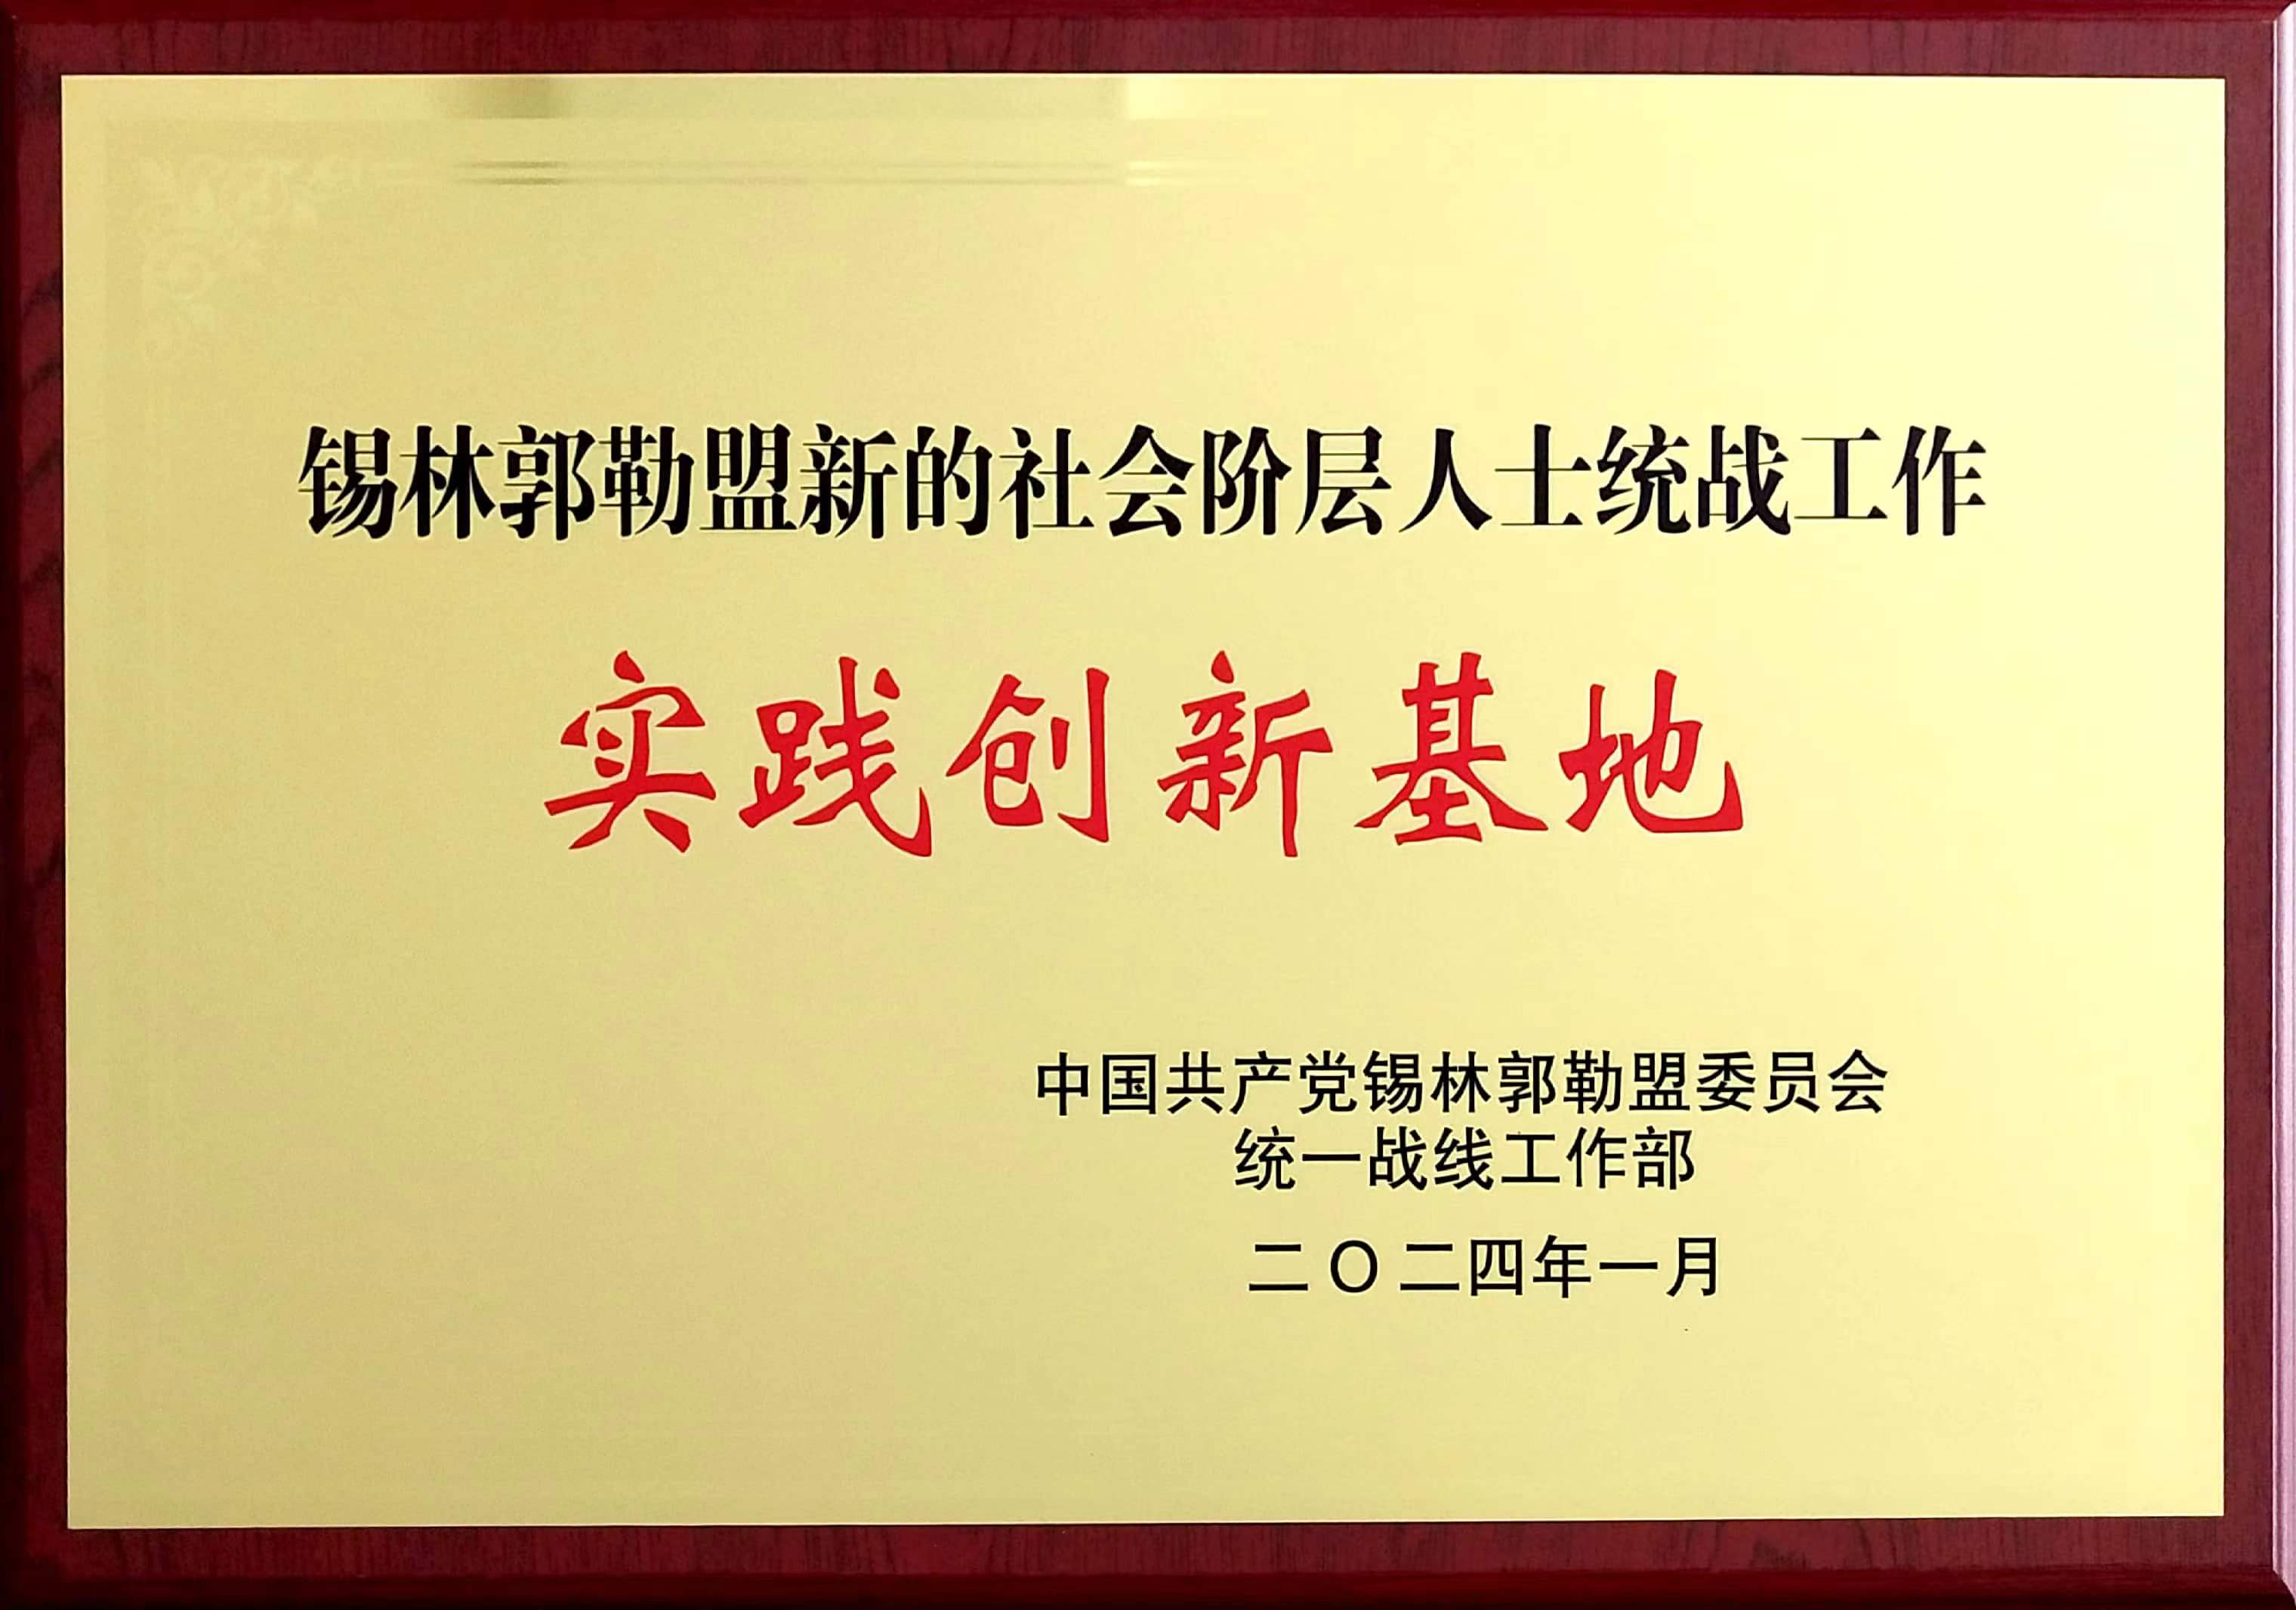 锡林郭勒盟新的社会阶层人士统战工作
实践创新基地
中国共产党锡林郭勒盟委员会
统一战线工作部
二〇二四年一月